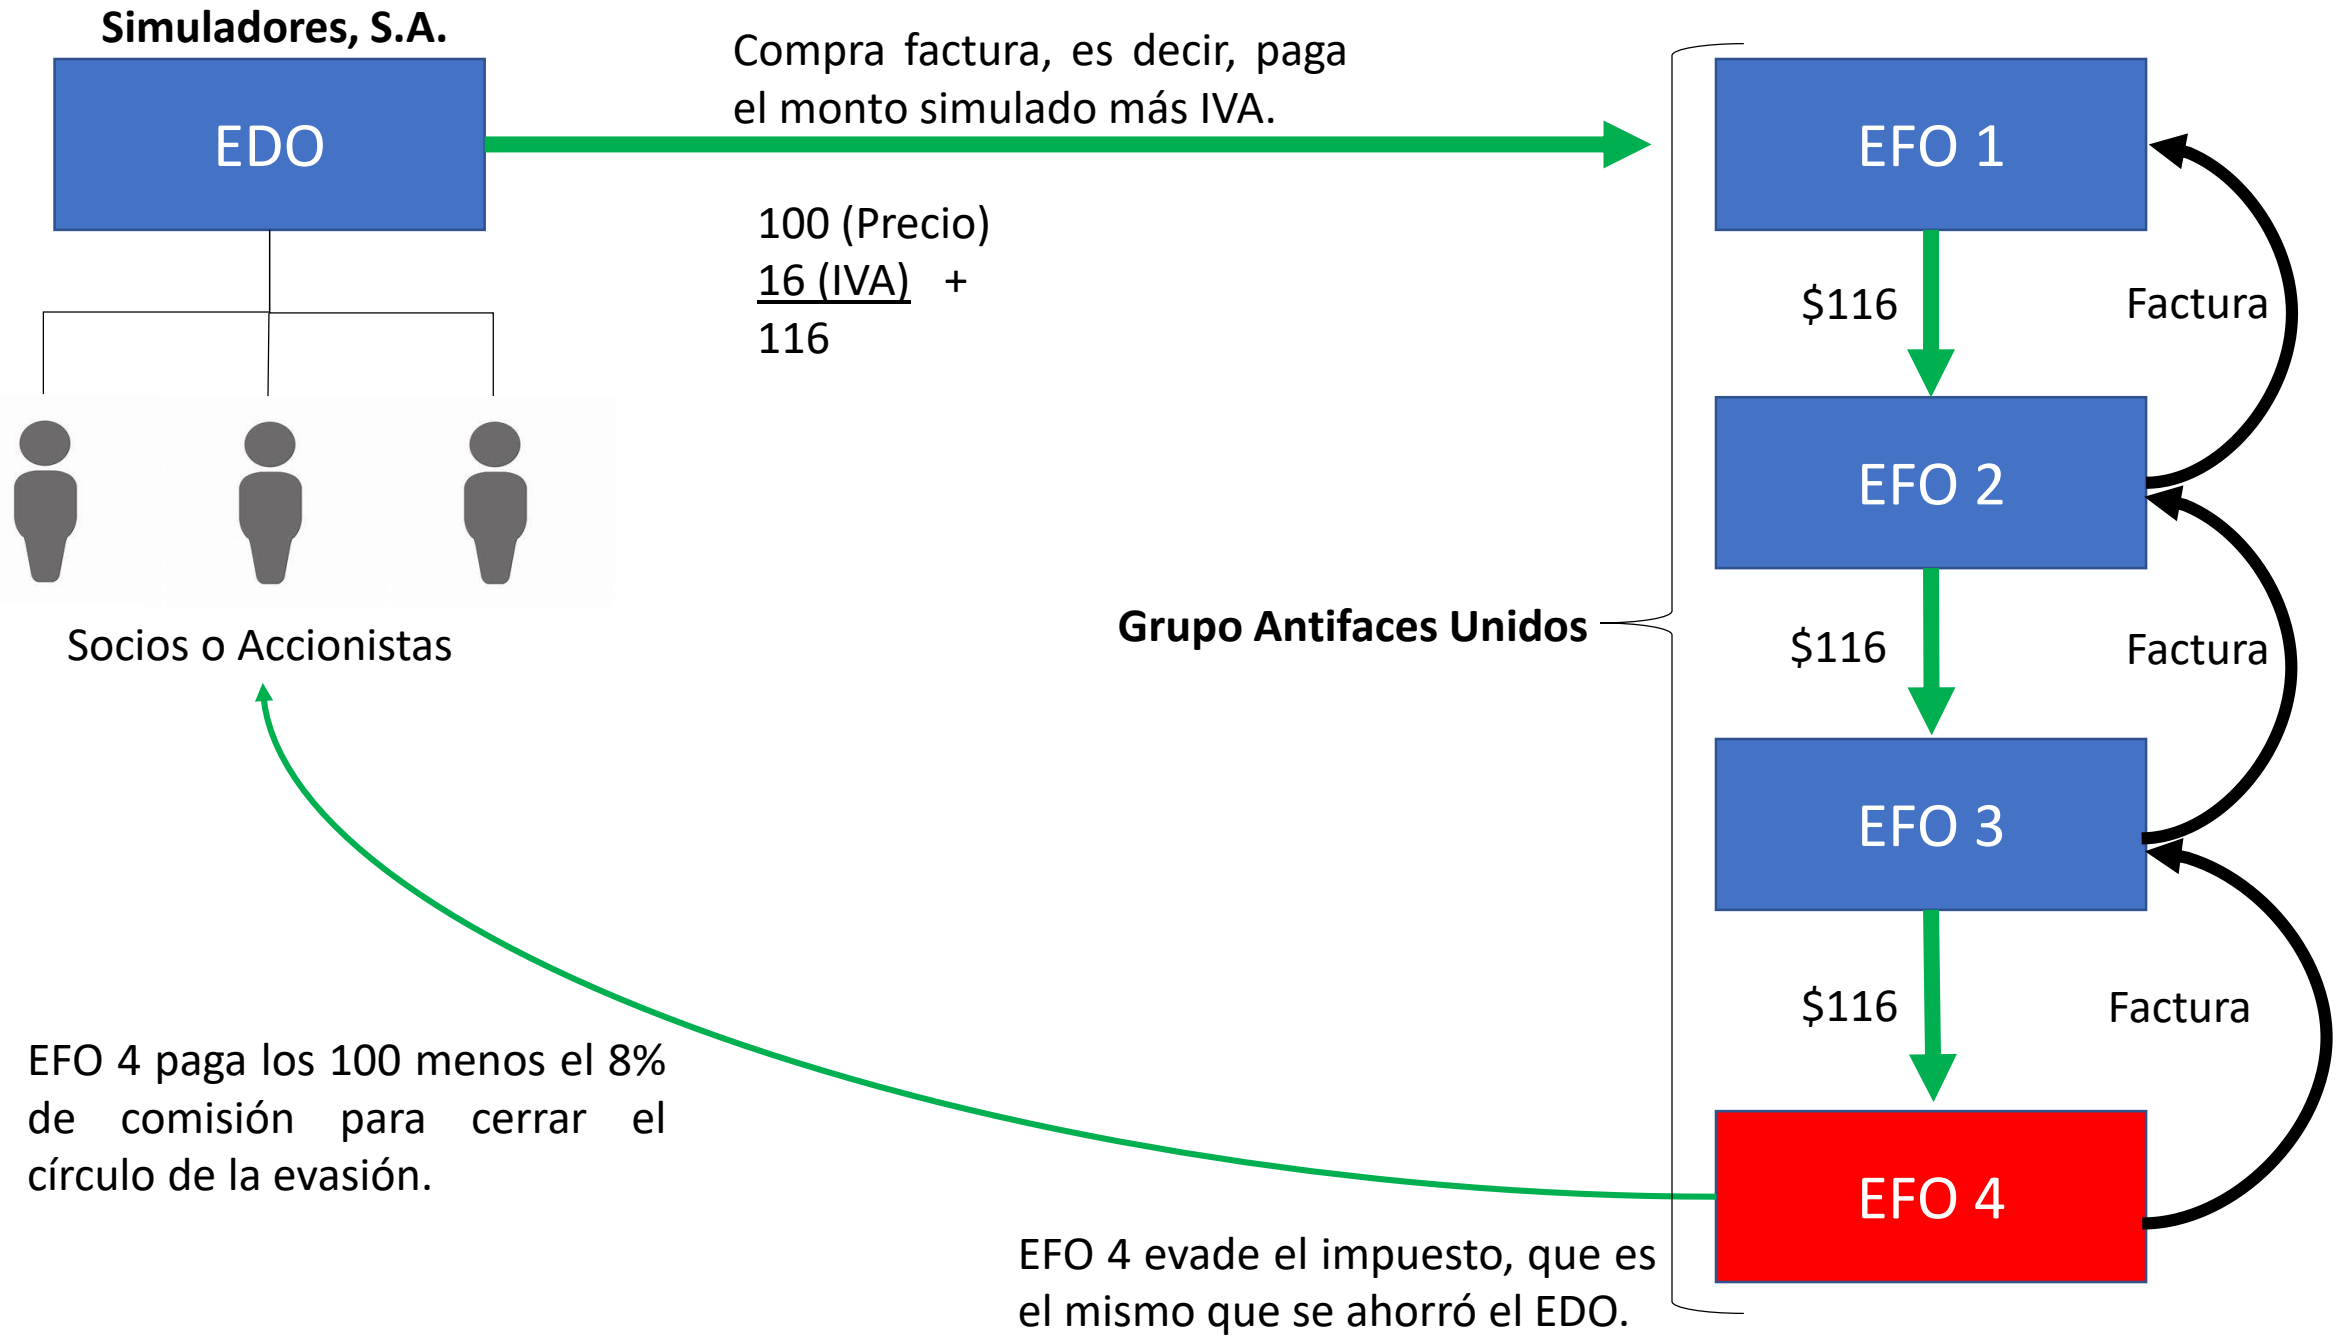 Simuladores, S.A.
EDO
Compra factura, es decir, paga
el monto simulado más IVA.
100 (Precio)
16 (IVA) +
116
Socios o Accionistas
Grupo Antifaces Unidos
EFO 1
$116
Factura
EFO 2
$116
Factura
EFO 3
$116
Factura
EFO 4
EFO 4 paga los 100 menos el 8%
de comisión para cerrar el
círculo de la evasión.
EFO 4 evade el impuesto, que es
el mismo que se ahorró el EDO.